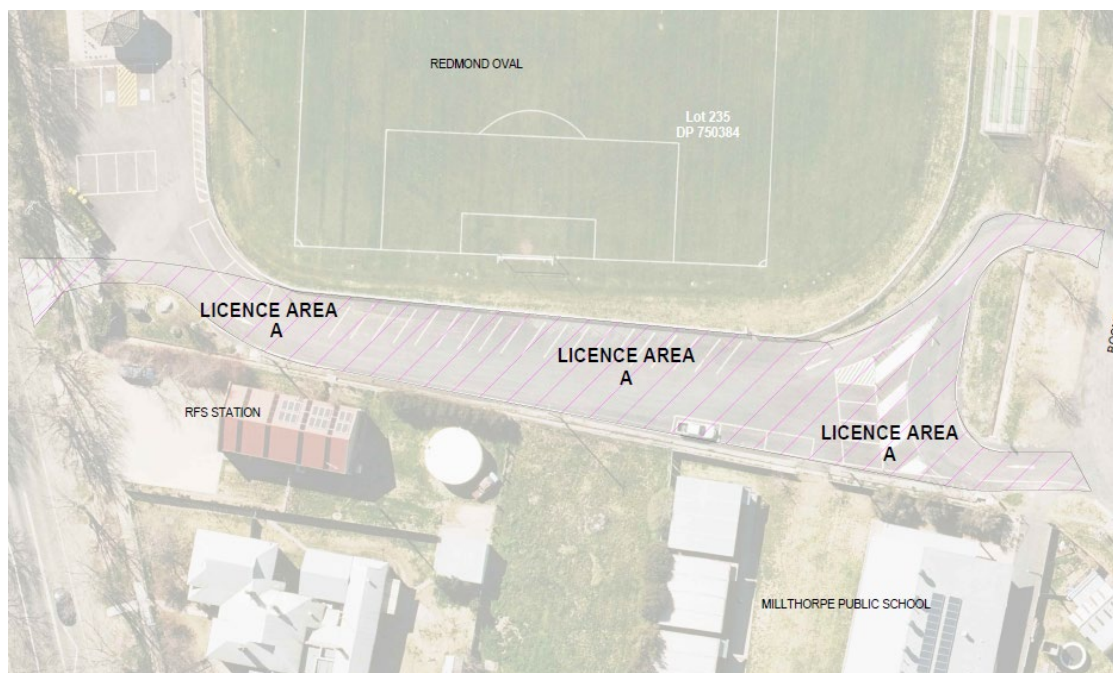 REDMOND OVAL
Lot 235
DP 750384
LICENCE AREA
A
LICENCE AREA
A
LICENCE AREA
A
RFS STATION
MILLTHORPE PUBLIC SCHOOL